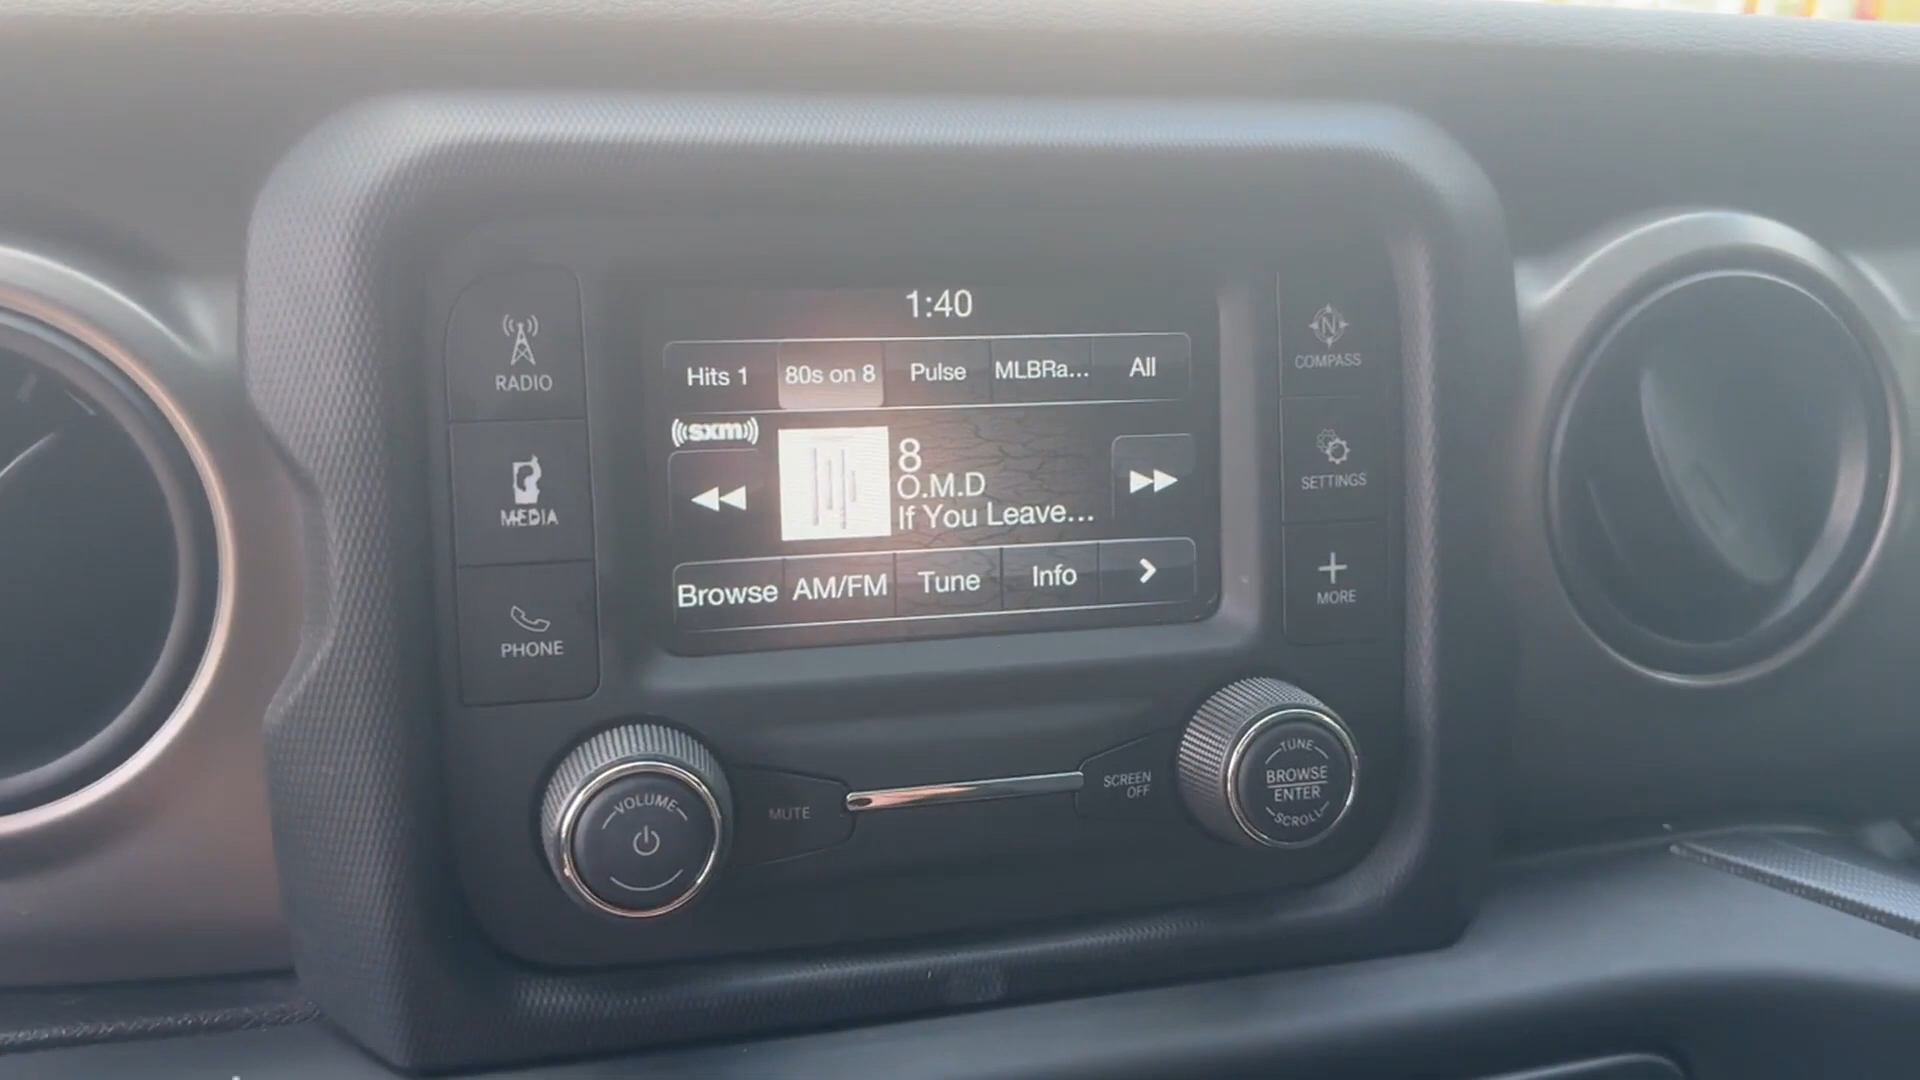 1:40
RADIO
MEDIA
PHONE
Hits 1
80s on 8
Pulse
MLBRa...
All
((sxm))
8
O.M.D
If You Leave...
Browse
AM/FM
Tune
Info
COMPASS
N
SETTINGS
MORE
VOLUME
MUTE
SCREEN
OFF
TUNE
BROWSE
ENTER
SCROLL